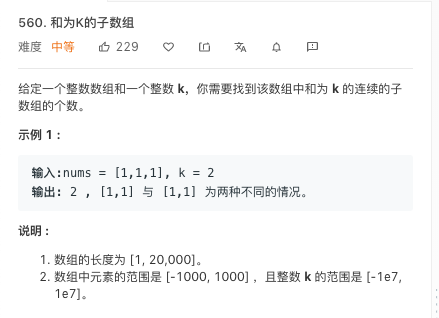 560. 和为K的子数组
难度 中等 229
给定一个整数数组和一个整数 k，你需要找到该数组中和为 k 的连续的子
数组的个数。
示例 1 :
输入:nums = [1,1,1], k = 2
输出: 2 , [1,1] 与 [1,1] 为两种不同的情况。
说明 :
1. 数组的长度为 [1, 20,000]。
2. 数组中元素的范围是 [-1000, 1000] ，且整数 k 的范围是 [-1e7,
1e7]。